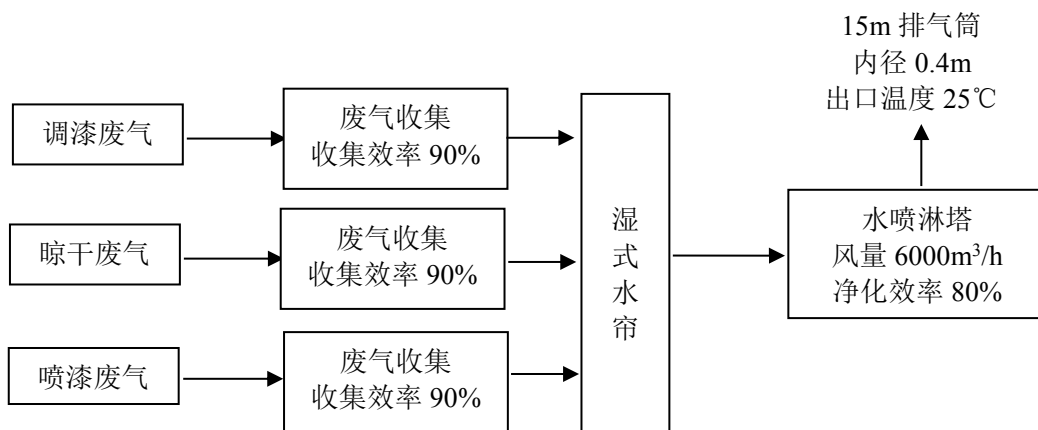 15m 排气筒
内径 0.4m
出口温度 25℃
调漆废气
废气收集
收集效率 90%
晾干废气
废气收集
收集效率 90%
喷漆废气
废气收集
收集效率 90%
湿
式
水
帘
水喷淋塔
风量 6000m³/h
净化效率 80%